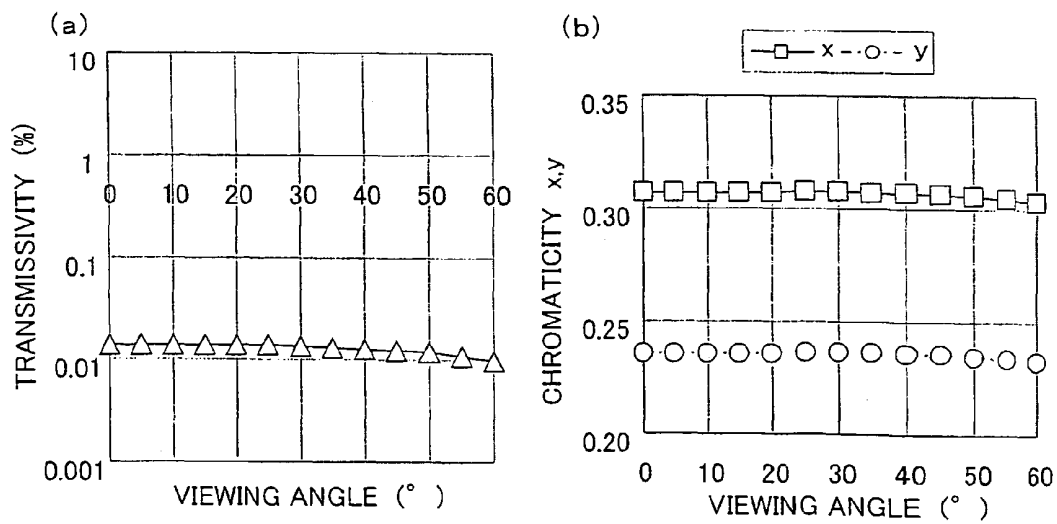 (a)
TRANSMISSIVITY (%)
10
1
0 10 20 30 40 50 60
0.1
0.01
0.001
VIEWING ANGLE (° )
(b)
x y
CHROMATICITY x,y
0.35
0.30
0.25
0.20
0 10 20 30 40 50 60
VIEWING ANGLE (° )